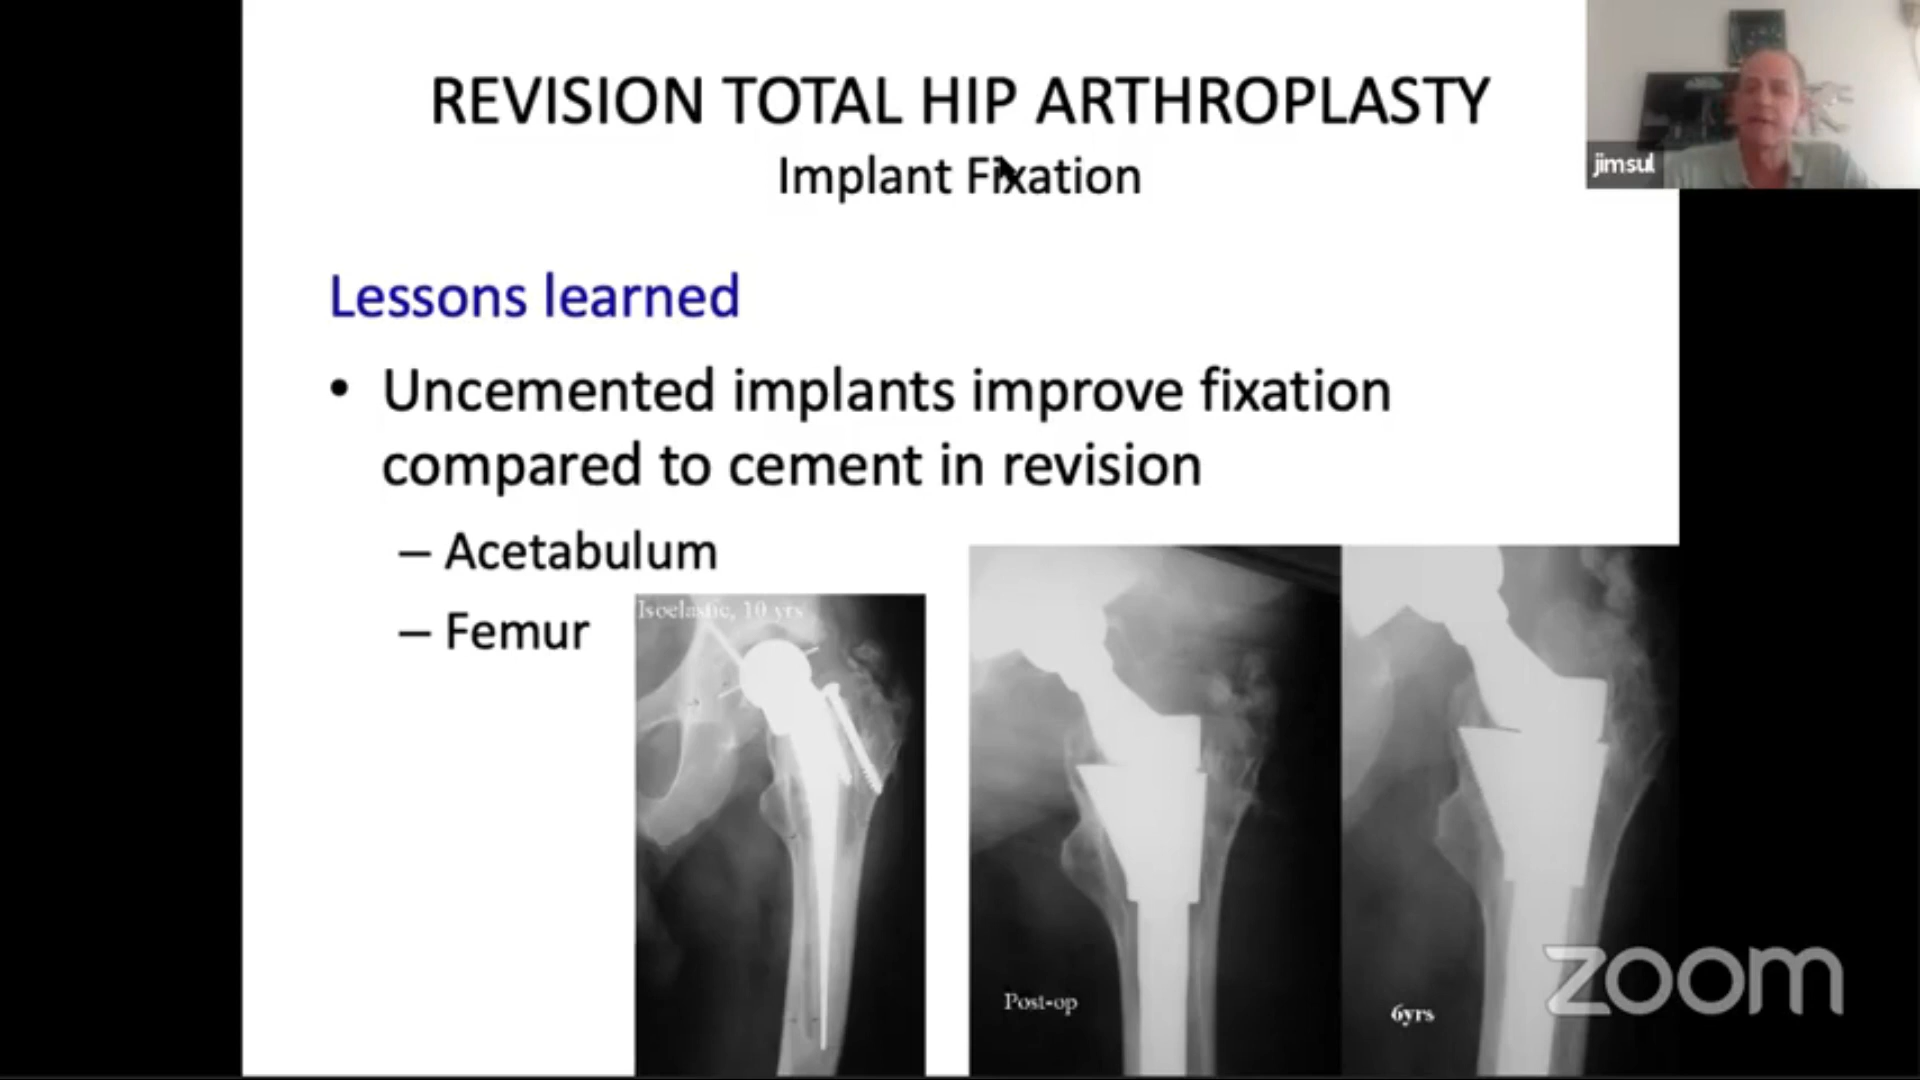 REVISION TOTAL HIP ARTHROPLASTY
Implant Fixation
jimsul
Lessons learned
• Uncemented implants improve fixation
compared to cement in revision
– Acetabulum
– Femur
Isoelastic, 10 yrs
Post-op
6yrs
zoom